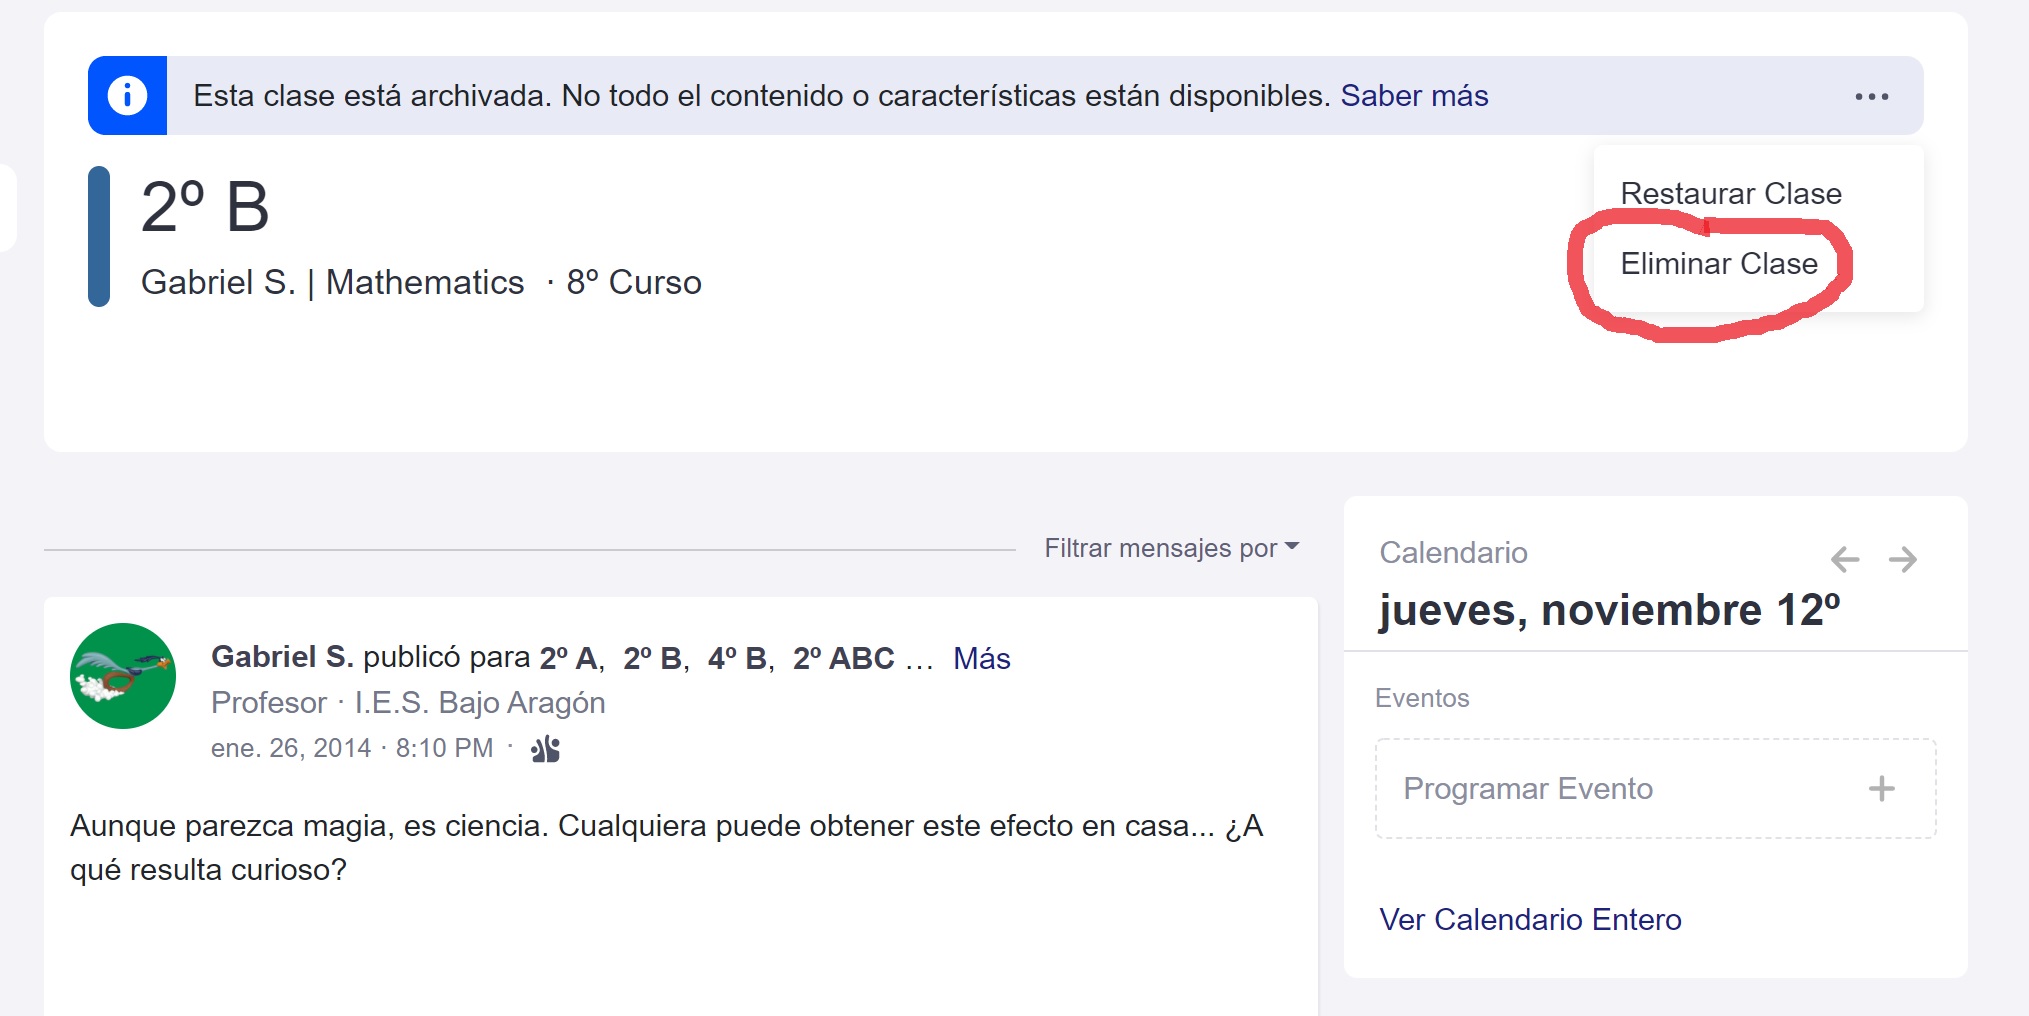 Esta clase está archivada. No todo el contenido o características están disponibles. Saber más
Restaurar Clase
Eliminar Clase
2º B
Gabriel S. | Mathematics · 8º Curso
Filtrar mensajes por
Gabriel S. publicó para 2º A, 2º B, 4º B, 2º ABC ... Más
Profesor · I.E.S. Bajo Aragón
ene. 26, 2014 · 8:10 PM ·
Aunque parezca magia, es ciencia. Cualquiera puede obtener este efecto en casa... ¿A
qué resulta curioso?
Calendario
jueves, noviembre 12º
Eventos
Programar Evento
Ver Calendario Entero